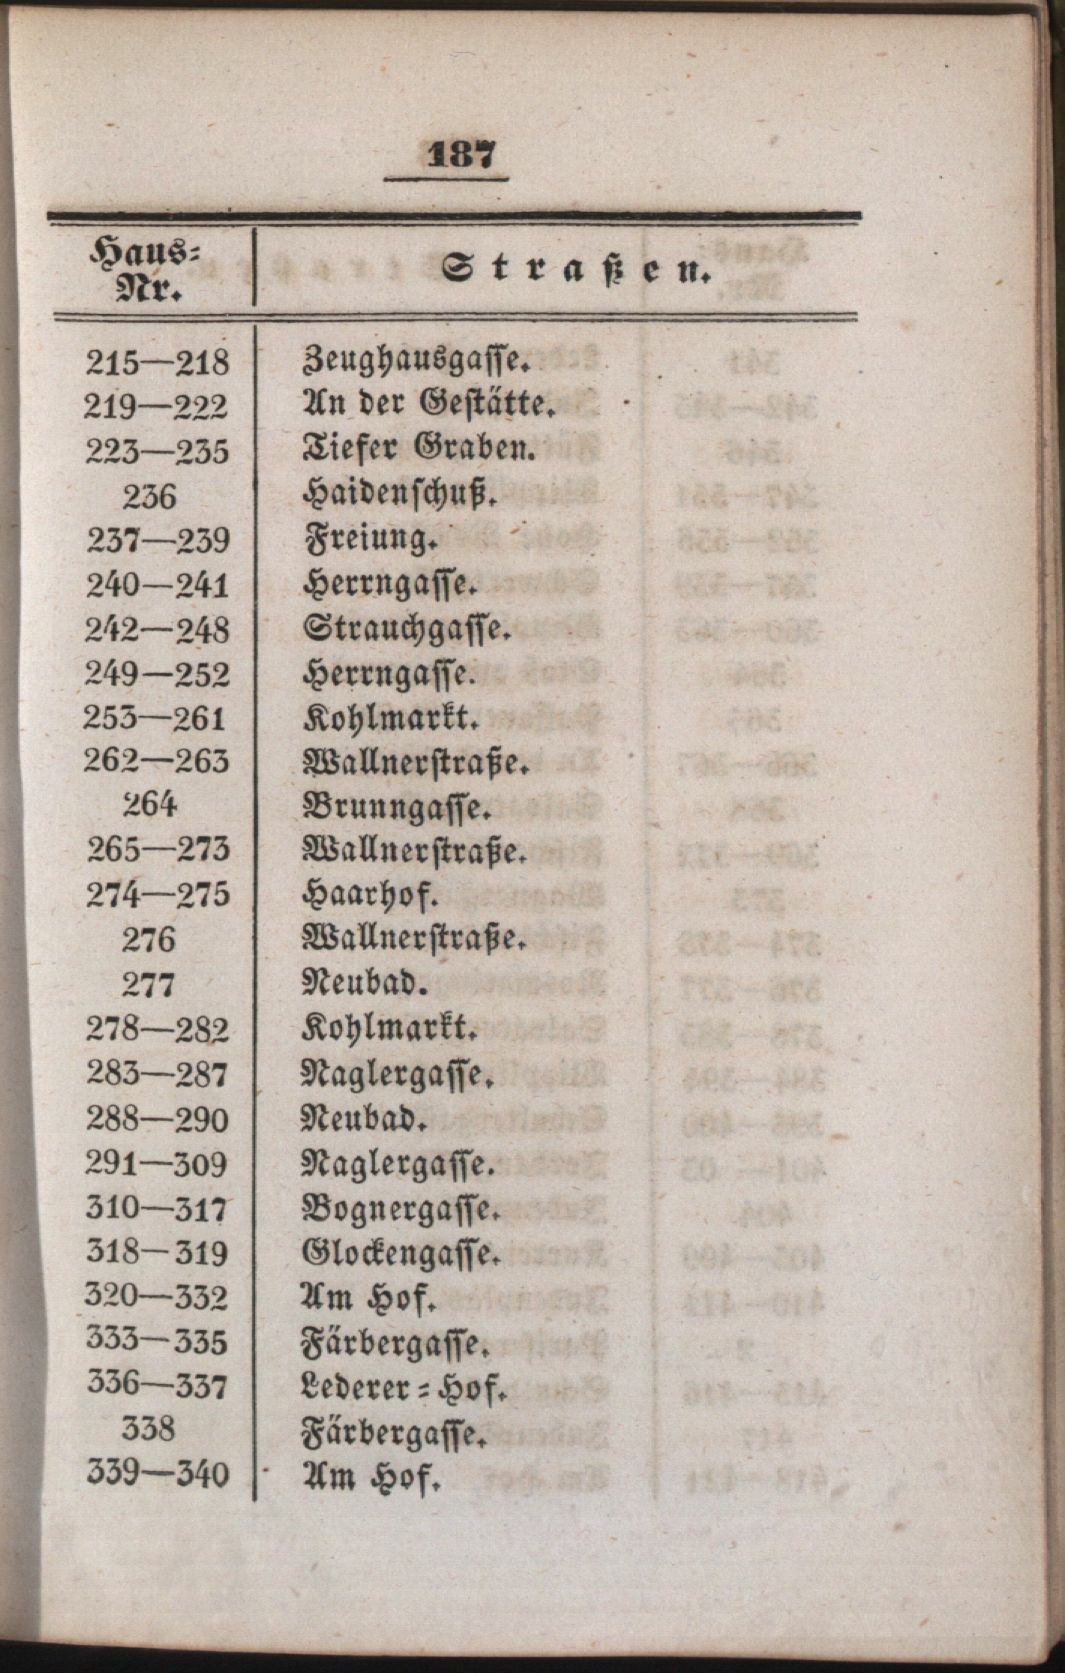 187
Haus=
Nr.
Straßen.
215—218 Zeughausgasse.
219—222 An der Gestätte.
223—235 Tiefer Graben.
236 Haidenschuß.
237—239 Freiung.
240—241 Herrngasse.
242—248 Strauchgasse.
249—252 Herrngasse.
253—261 Kohlmarkt.
262—263 Wallnerstraße.
264 Brunngasse.
265—273 Wallnerstraße.
274—275 Haarhof.
276 Wallnerstraße.
277 Neubad.
278—282 Kohlmarkt.
283—287 Naglergasse.
288—290 Neubad.
291—309 Naglergasse.
310—317 Bognergasse.
318—319 Glockengasse.
320—332 Am Hof.
333—335 Färbergasse.
336—337 Lederer=Hof.
338 Färbergasse.
339—340 Am Hof.